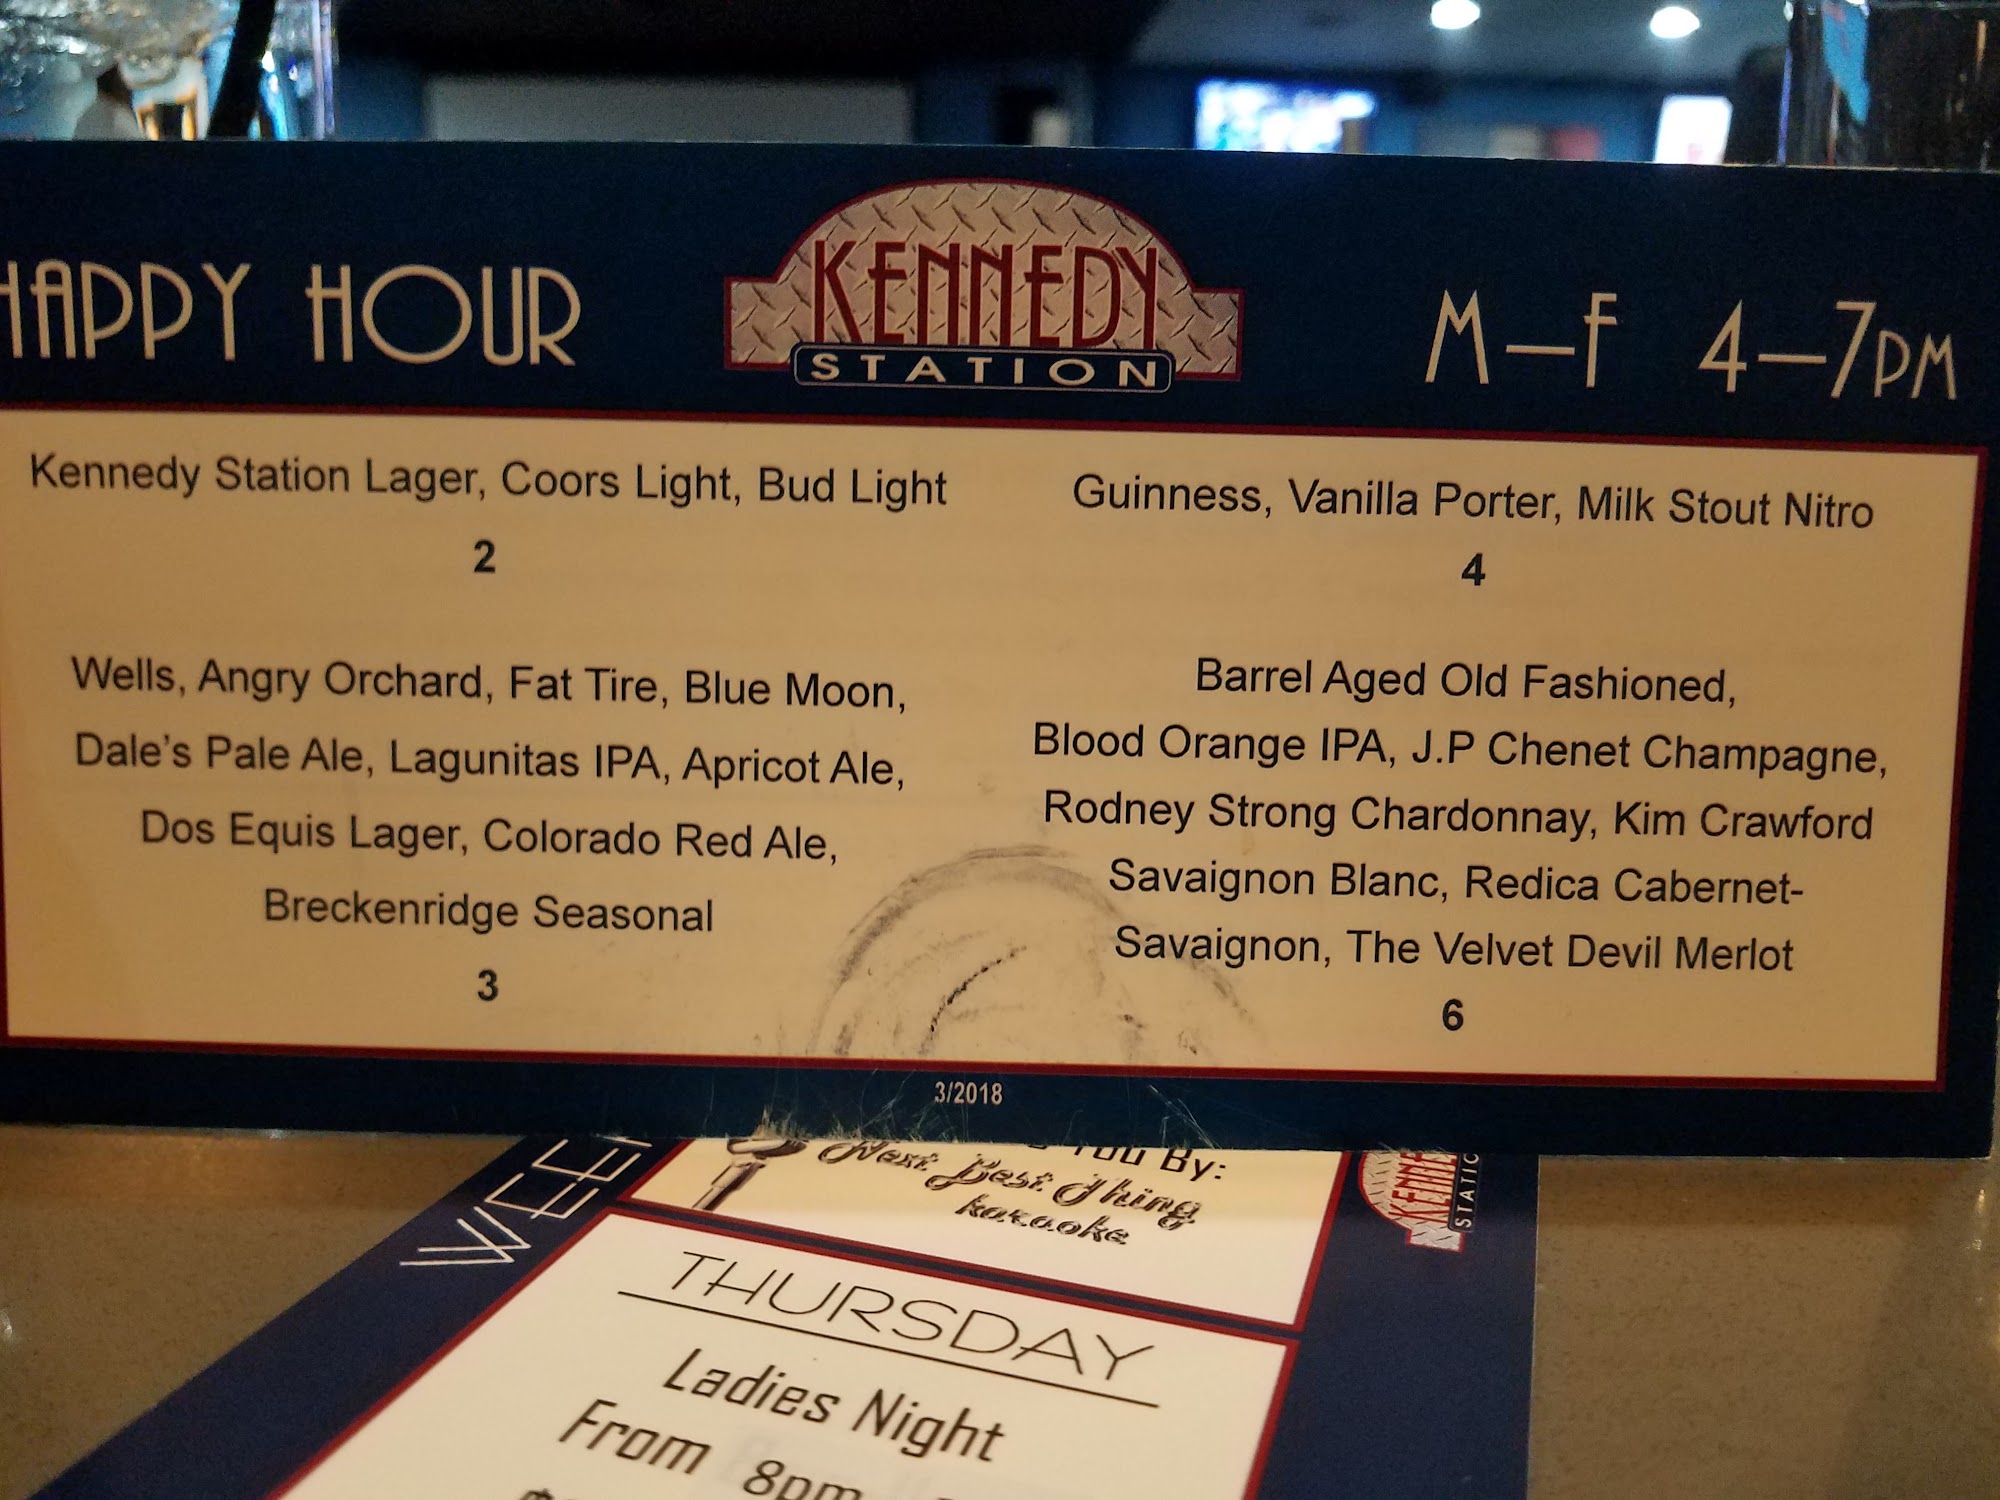 HAPPY HOUR
KENNEDY
STATION
M–F 4–7PM
Kennedy Station Lager, Coors Light, Bud Light
2
Wells, Angry Orchard, Fat Tire, Blue Moon,
Dale's Pale Ale, Lagunitas IPA, Apricot Ale,
Dos Equis Lager, Colorado Red Ale,
Breckenridge Seasonal
3
Guinness, Vanilla Porter, Milk Stout Nitro
4
Barrel Aged Old Fashioned,
Blood Orange IPA, J.P Chenet Champagne,
Rodney Strong Chardonnay, Kim Crawford
Savaignon Blanc, Redica Cabernet-
Savaignon, The Velvet Devil Merlot
6
3/2018
You By:
Next Best Thing
karaoke
THURSDAY
Ladies Night
From 8pm